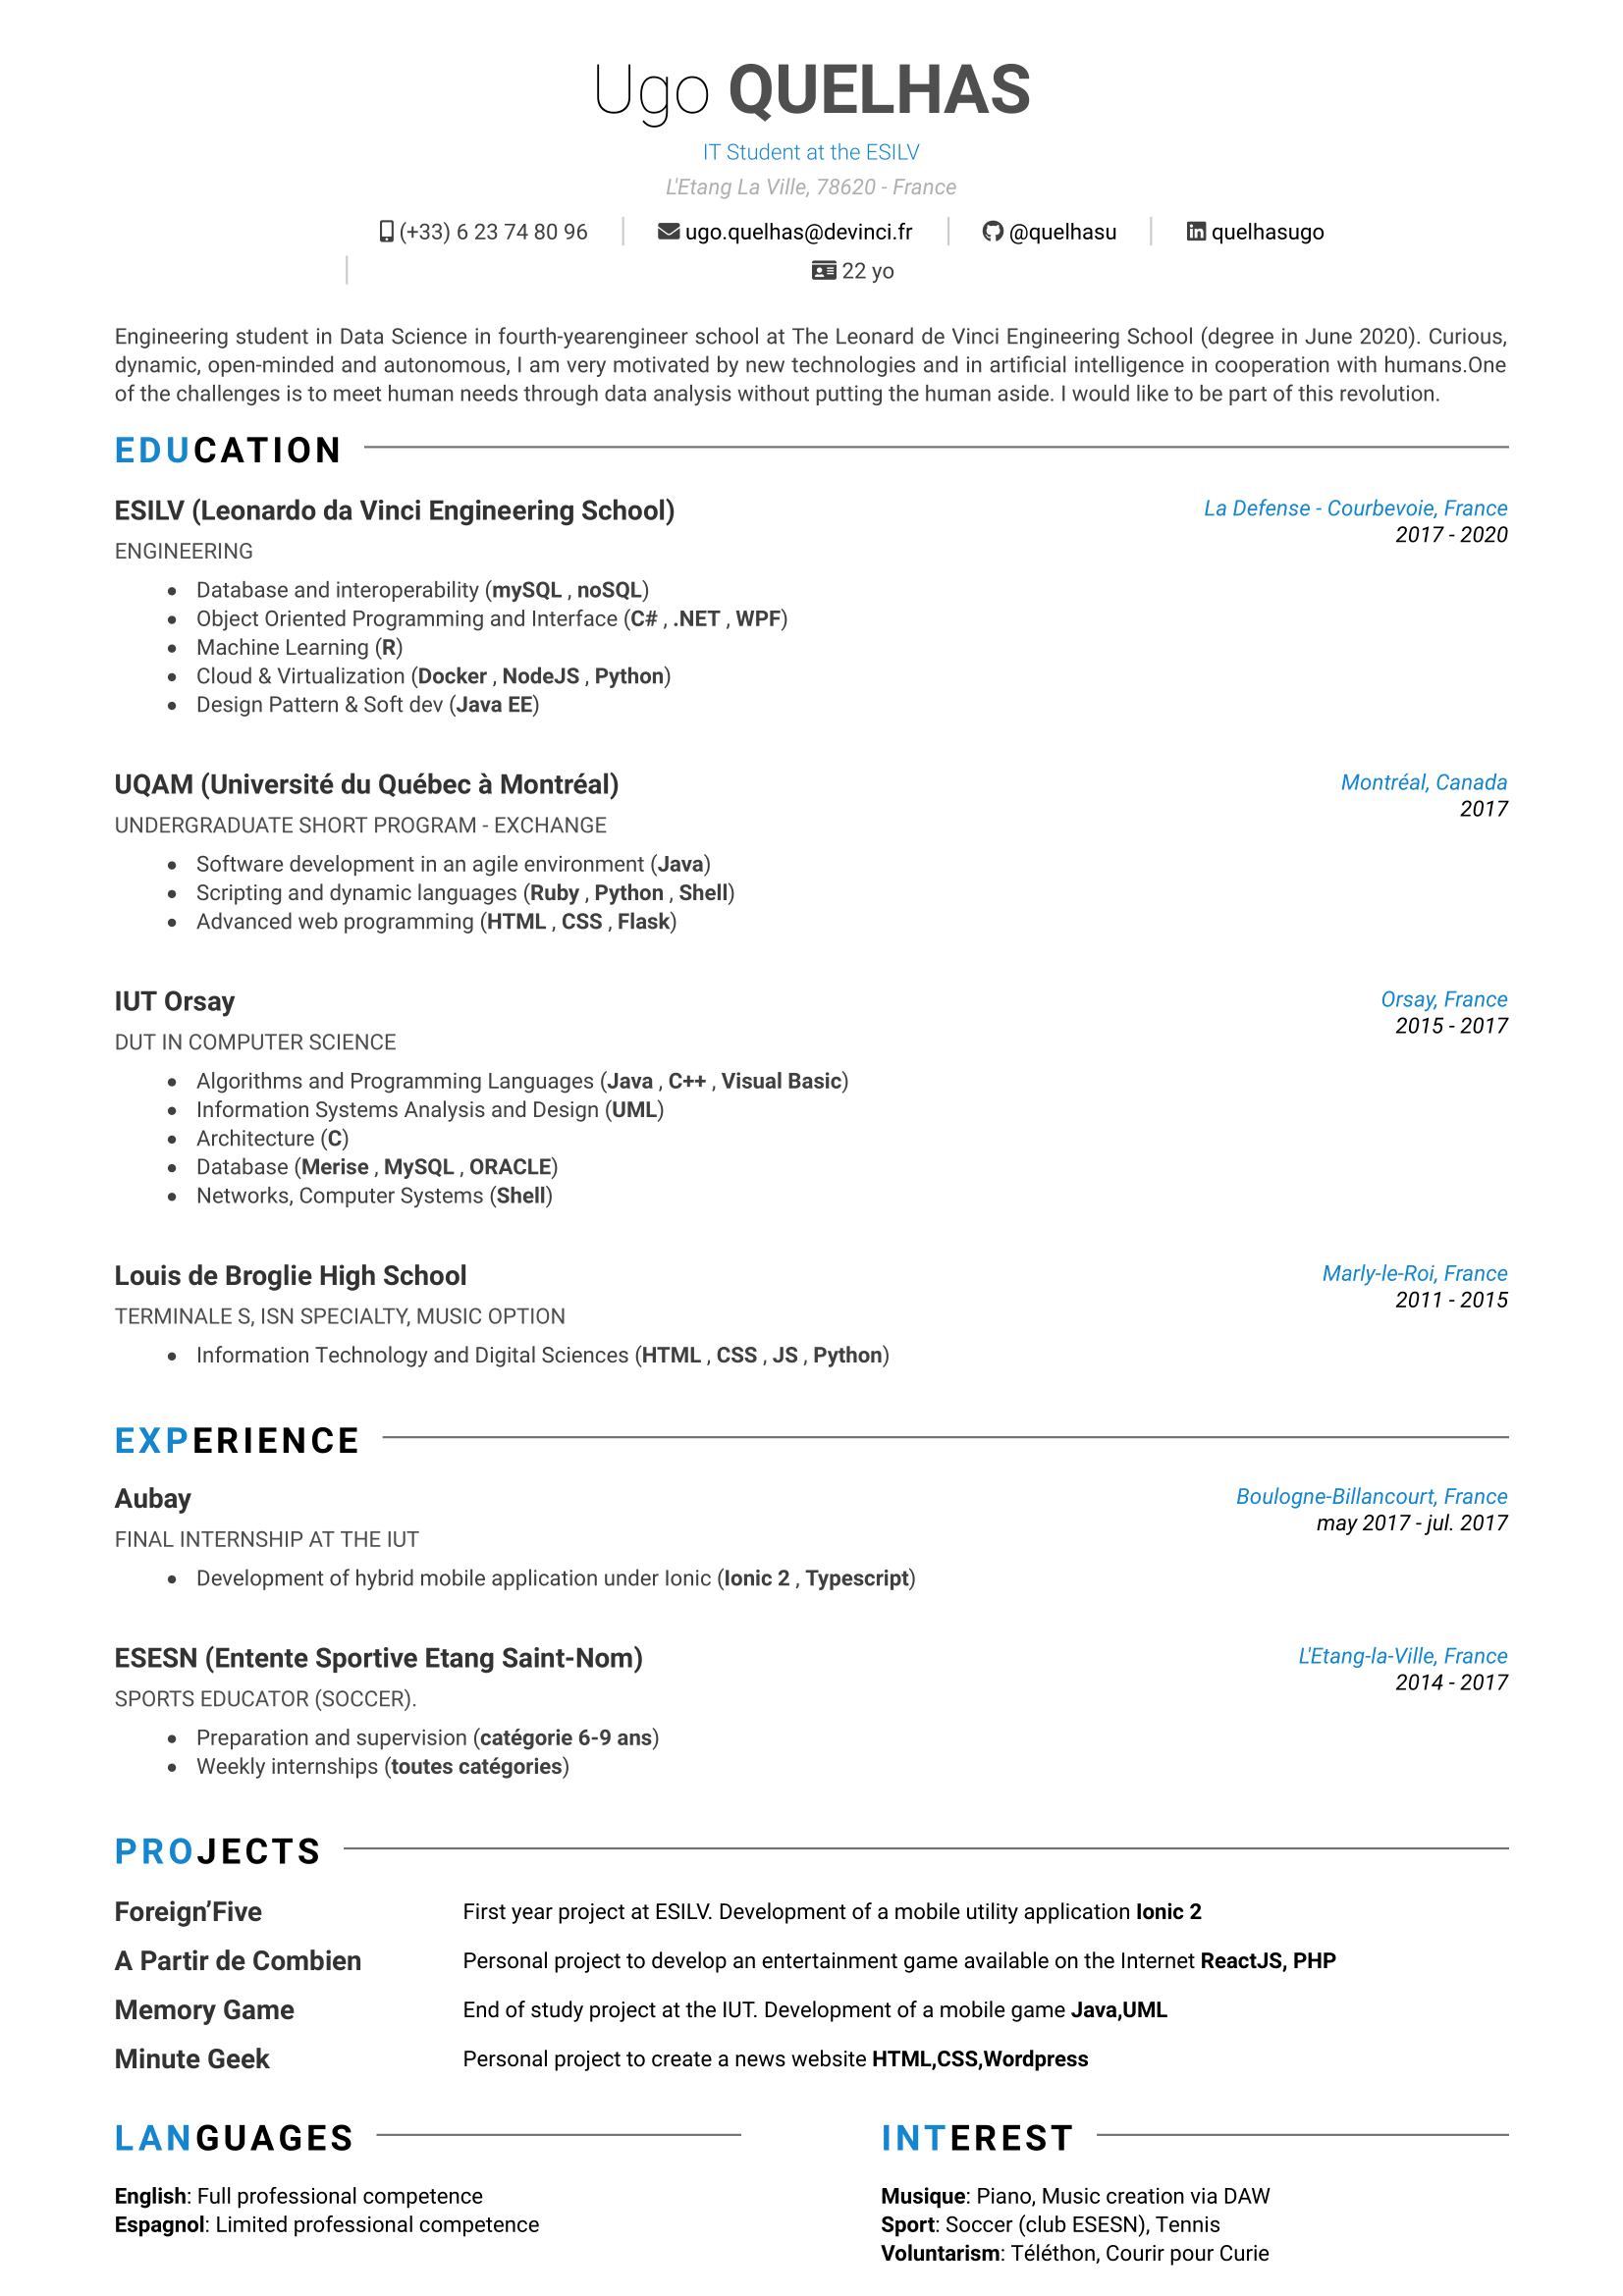 Ugo QUELHAS
IT Student at the ESILV
L'Etang La Ville, 78620 - France
(+33) 6 23 74 80 96 | ugo.quelhas@devinci.fr | @quelhasu | quelhasugo
| 22 yo
Engineering student in Data Science in fourth-yearengineer school at The Leonard de Vinci Engineering School (degree in June 2020). Curious,
dynamic, open-minded and autonomous, I am very motivated by new technologies and in artificial intelligence in cooperation with humans.One
of the challenges is to meet human needs through data analysis without putting the human aside. I would like to be part of this revolution.
EDUCATION
ESILV (Leonardo da Vinci Engineering School)
La Defense - Courbevoie, France
2017 - 2020
ENGINEERING
• Database and interoperability (mySQL , noSQL)
• Object Oriented Programming and Interface (C# , .NET , WPF)
• Machine Learning (R)
• Cloud & Virtualization (Docker , NodeJS , Python)
• Design Pattern & Soft dev (Java EE)
UQAM (Université du Québec à Montréal)
Montréal, Canada
2017
UNDERGRADUATE SHORT PROGRAM - EXCHANGE
• Software development in an agile environment (Java)
• Scripting and dynamic languages (Ruby , Python , Shell)
• Advanced web programming (HTML , CSS , Flask)
IUT Orsay
Orsay, France
2015 - 2017
DUT IN COMPUTER SCIENCE
• Algorithms and Programming Languages (Java , C++ , Visual Basic)
• Information Systems Analysis and Design (UML)
• Architecture (C)
• Database (Merise , MySQL , ORACLE)
• Networks, Computer Systems (Shell)
Louis de Broglie High School
Marly-le-Roi, France
2011 - 2015
TERMINALE S, ISN SPECIALTY, MUSIC OPTION
• Information Technology and Digital Sciences (HTML , CSS , JS , Python)
EXPERIENCE
Aubay
Boulogne-Billancourt, France
may 2017 - jul. 2017
FINAL INTERNSHIP AT THE IUT
• Development of hybrid mobile application under Ionic (Ionic 2 , Typescript)
ESESN (Entente Sportive Etang Saint-Nom)
L'Etang-la-Ville, France
2014 - 2017
SPORTS EDUCATOR (SOCCER).
• Preparation and supervision (catégorie 6-9 ans)
• Weekly internships (toutes catégories)
PROJECTS
Foreign’Five First year project at ESILV. Development of a mobile utility application Ionic 2
A Partir de Combien Personal project to develop an entertainment game available on the Internet ReactJS, PHP
Memory Game End of study project at the IUT. Development of a mobile game Java,UML
Minute Geek Personal project to create a news website HTML,CSS,Wordpress
LANGUAGES
English: Full professional competence
Espagnol: Limited professional competence
INTEREST
Musique: Piano, Music creation via DAW
Sport: Soccer (club ESESN), Tennis
Voluntarism: Téléthon, Courir pour Curie